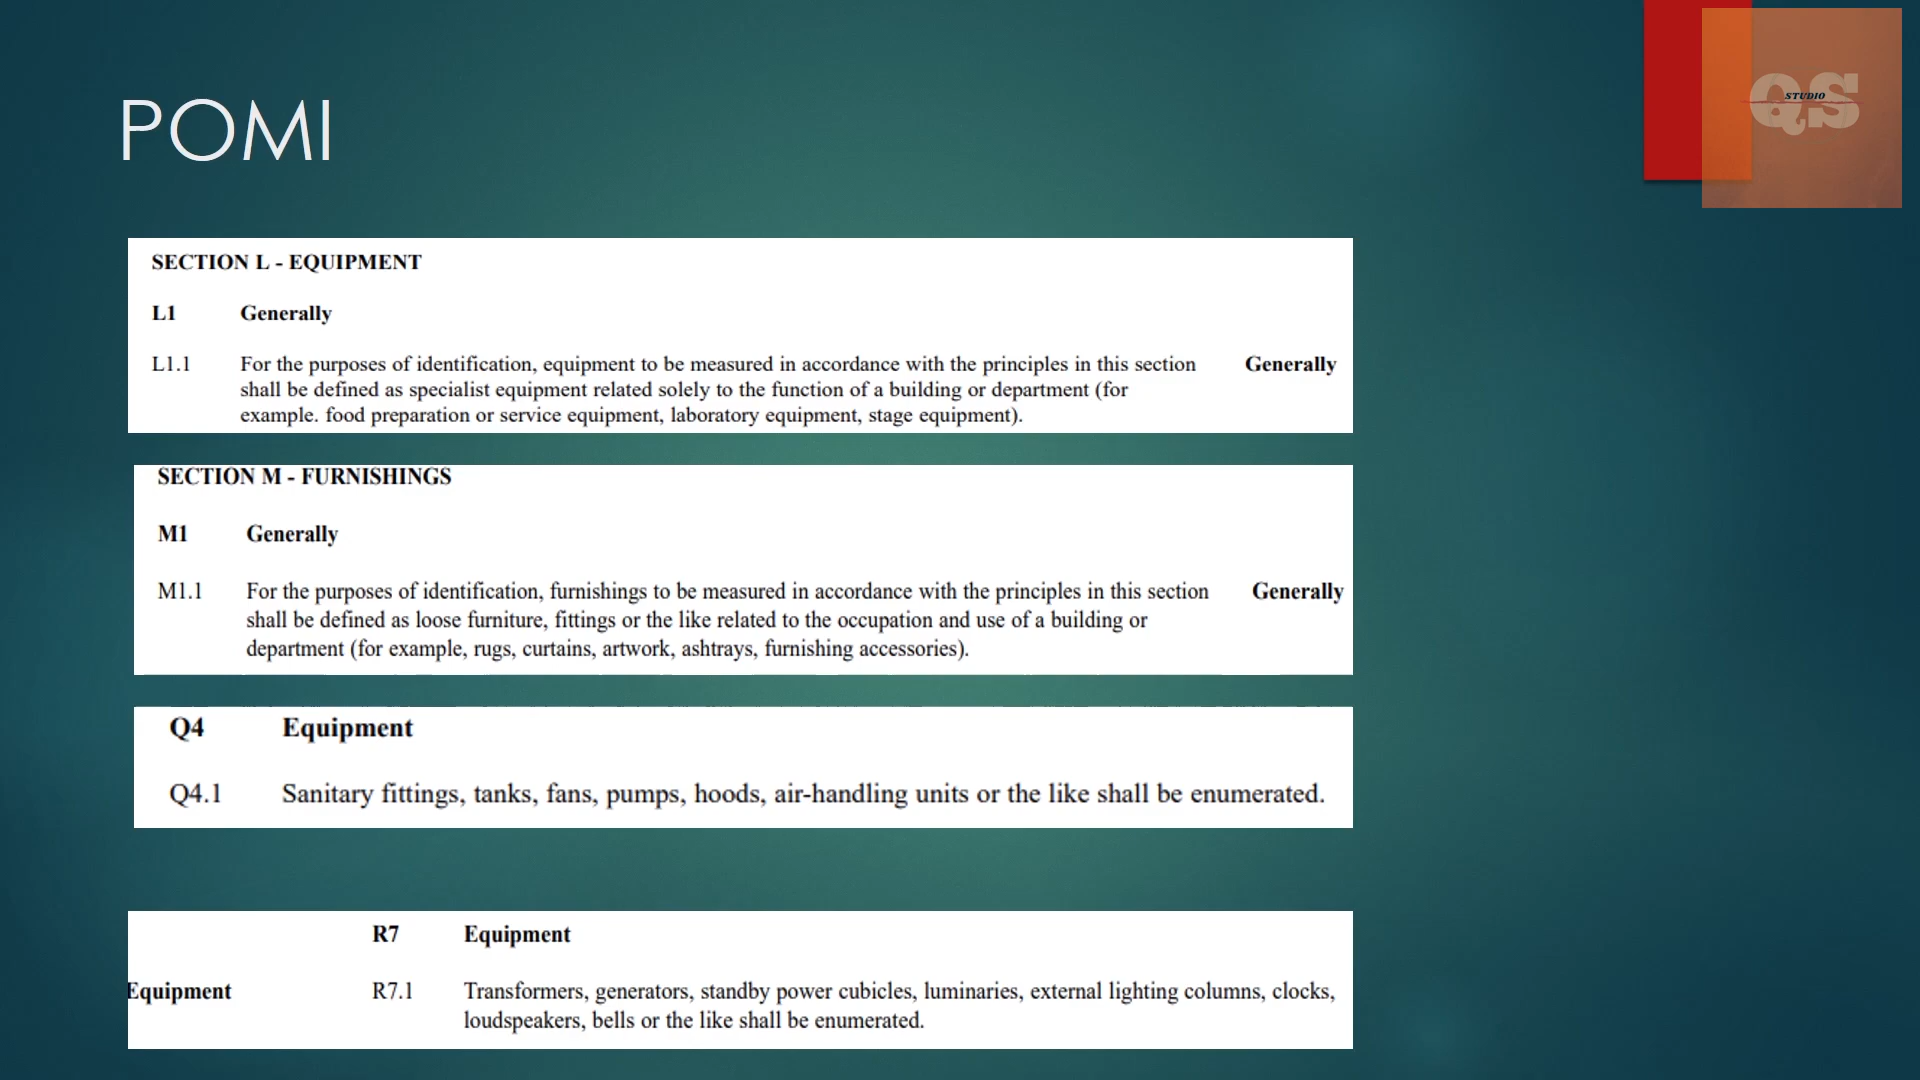 POMI
QS
STUDIO
SECTION L - EQUIPMENT
L1 Generally
L1.1 For the purposes of identification, equipment to be measured in accordance with the principles in this section Generally
shall be defined as specialist equipment related solely to the function of a building or department (for
example. food preparation or service equipment, laboratory equipment, stage equipment).
SECTION M - FURNISHINGS
M1 Generally
M1.1 For the purposes of identification, furnishings to be measured in accordance with the principles in this section Generally
shall be defined as loose furniture, fittings or the like related to the occupation and use of a building or
department (for example, rugs, curtains, artwork, ashtrays, furnishing accessories).
Q4 Equipment
Q4.1 Sanitary fittings, tanks, fans, pumps, hoods, air-handling units or the like shall be enumerated.
R7 Equipment
Equipment R7.1 Transformers, generators, standby power cubicles, luminaries, external lighting columns, clocks,
loudspeakers, bells or the like shall be enumerated.